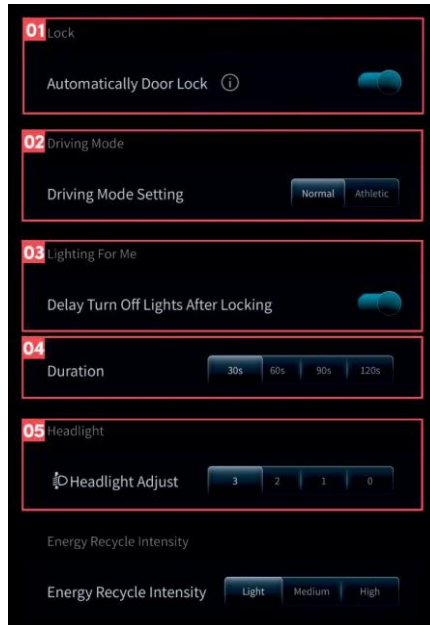 01 Lock
Automatically Door Lock
02 Driving Mode
Driving Mode Setting Normal Athletic
03 Lighting For Me
Delay Turn Off Lights After Locking
04
Duration 30s 60s 90s 120s
05 Headlight
Headlight Adjust 3 2 1 0
Energy Recycle Intensity
Energy Recycle Intensity Light Medium High